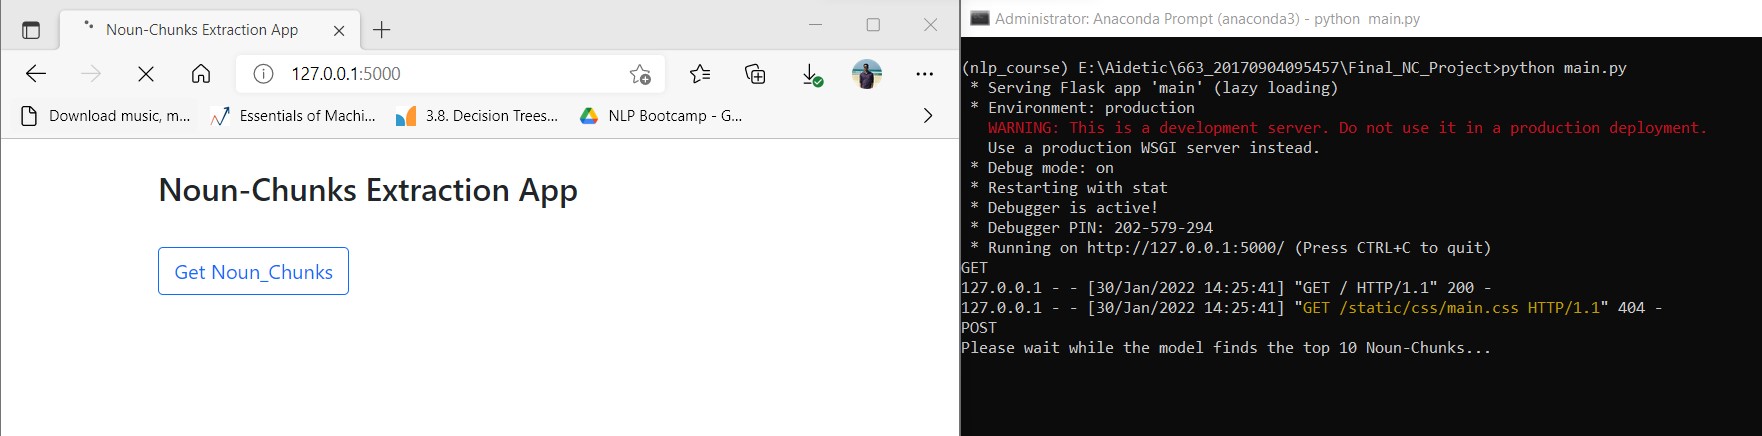 Noun-Chunks Extraction App
127.0.0.1:5000
Download music, m...
Essentials of Machi...
3.8. Decision Trees...
NLP Bootcamp - G...
Noun-Chunks Extraction App
Get Noun_Chunks
Administrator: Anaconda Prompt (anaconda3) - python  main.py
(nlp_course) E:\Aidetic\663_20170904095457\Final_NC_Project>python main.py
* Serving Flask app 'main' (lazy loading)
* Environment: production
WARNING: This is a development server. Do not use it in a production deployment.
Use a production WSGI server instead.
* Debug mode: on
* Restarting with stat
* Debugger is active!
* Debugger PIN: 202-579-294
* Running on http://127.0.0.1:5000/ (Press CTRL+C to quit)
GET
127.0.0.1 - - [30/Jan/2022 14:25:41] "GET / HTTP/1.1" 200 -
127.0.0.1 - - [30/Jan/2022 14:25:41] "GET /static/css/main.css HTTP/1.1" 404 -
POST
Please wait while the model finds the top 10 Noun-Chunks...